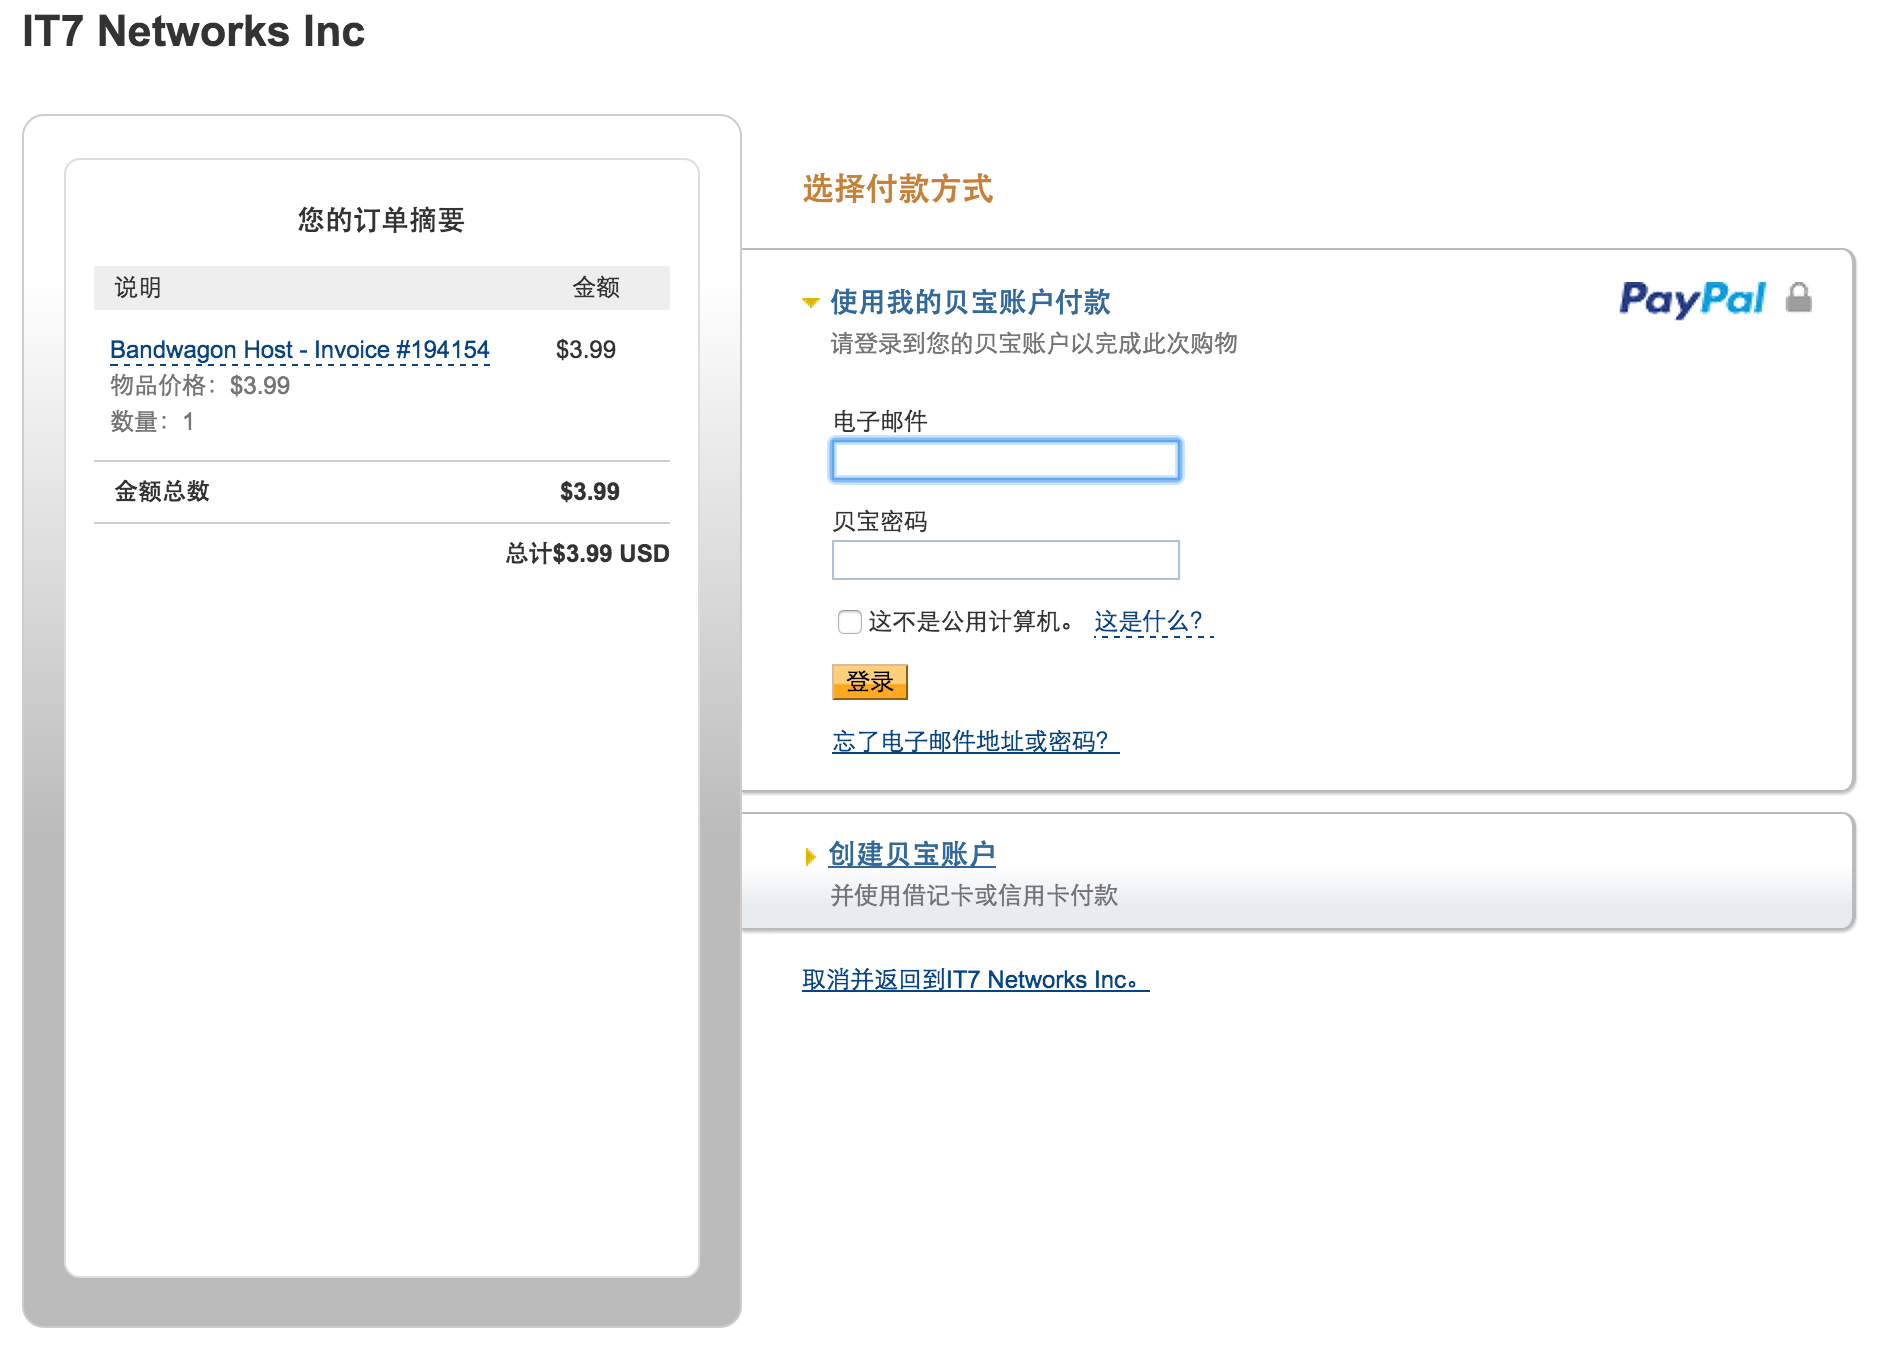 IT7 Networks Inc
您的订单摘要
说明 金额
Bandwagon Host - Invoice #194154 $3.99
物品价格：$3.99
数量：1
金额总数 $3.99
总计$3.99 USD
选择付款方式
使用我的贝宝账户付款
PayPal
请登录到您的贝宝账户以完成此次购物
电子邮件
贝宝密码
这不是公用计算机。 这是什么？
登录
忘了电子邮件地址或密码？
创建贝宝账户
并使用借记卡或信用卡付款
取消并返回到IT7 Networks Inc。